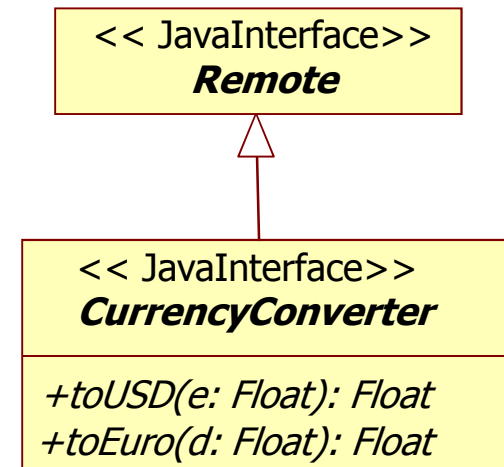 << JavaInterface>>
Remote
<< JavaInterface>>
CurrencyConverter
+toUSD(e: Float): Float
+toEuro(d: Float): Float